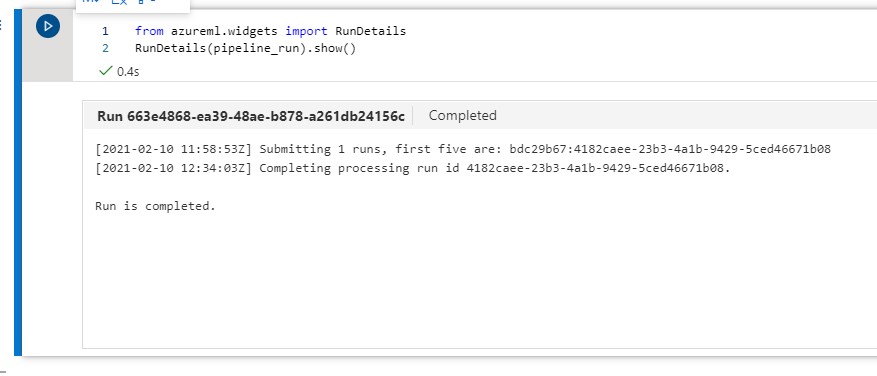 1 from azureml.widgets import RunDetails
2 RunDetails(pipeline_run).show()
0.4s
Run 663e4868-ea39-48ae-b878-a261db24156c Completed
[2021-02-10 11:58:53Z] Submitting 1 runs, first five are: bdc29b67:4182caee-23b3-4a1b-9429-5ced46671b08
[2021-02-10 12:34:03Z] Completing processing run id 4182caee-23b3-4a1b-9429-5ced46671b08.
Run is completed.